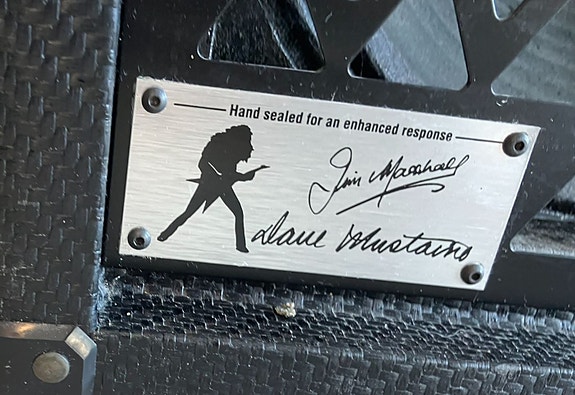 Hand sealed for an enhanced response
Jim Marshall
Dave Mustaine